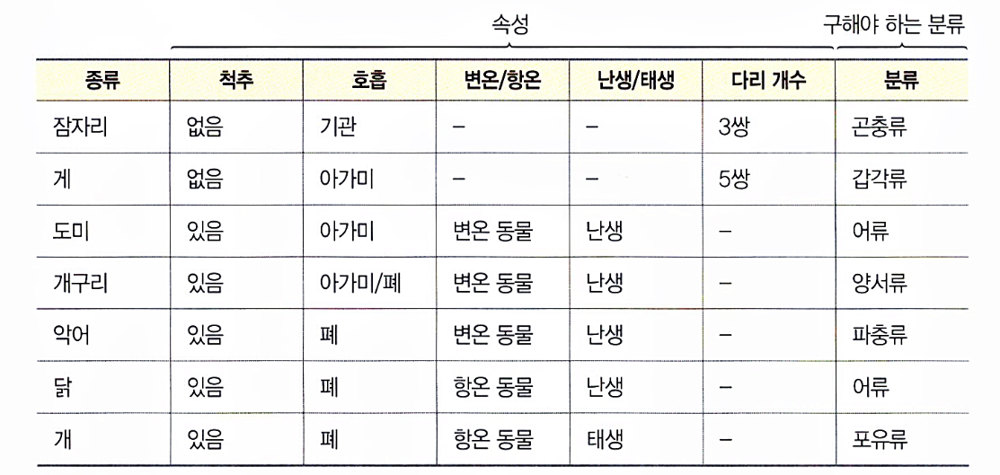 속성 구해야 하는 분류
종류 척추 호흡 변온/항온 난생/태생 다리 개수 분류
잠자리 없음 기관 – – 3쌍 곤충류
게 없음 아가미 – – 5쌍 갑각류
도미 있음 아가미 변온 동물 난생 – 어류
개구리 있음 아가미/폐 변온 동물 난생 – 양서류
악어 있음 폐 변온 동물 난생 – 파충류
닭 있음 폐 항온 동물 난생 – 어류
개 있음 폐 항온 동물 태생 – 포유류